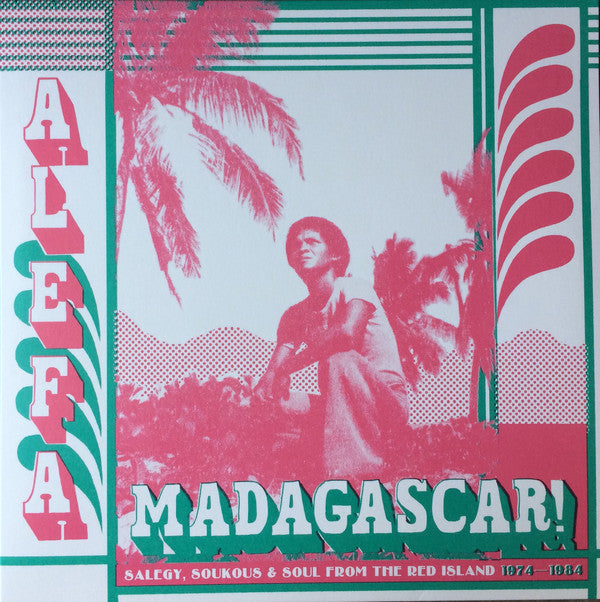 ALEFA
MADAGASCAR!
SALEGY, SOUKOUS & SOUL FROM THE RED ISLAND 1974—1984